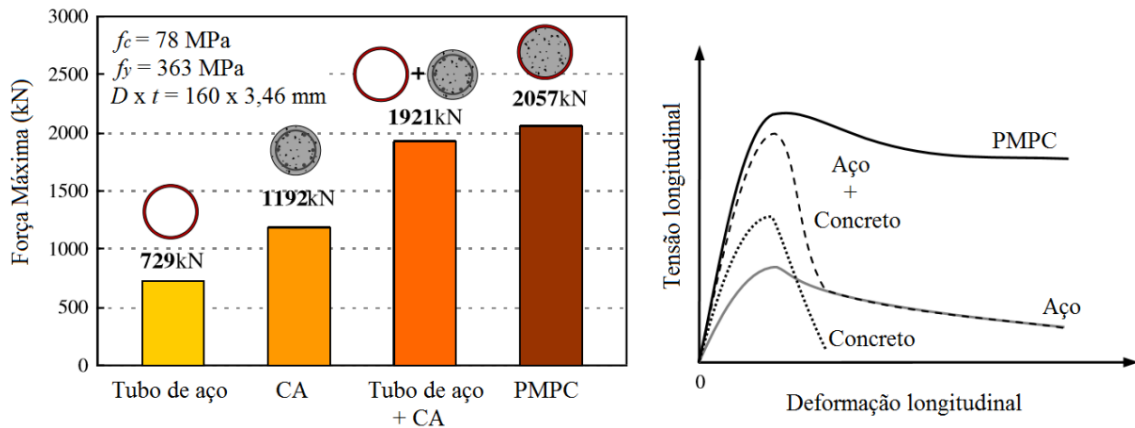 Força Máxima (kN)
3000
2500
2000
1500
1000
500
0
fc = 78 MPa
fy = 363 MPa
D x t = 160 x 3,46 mm
729kN
1192kN
+
1921kN
2057kN
Tubo de aço
CA
Tubo de aço
+ CA
PMPC
Tensão longitudinal
PMPC
Aço
+
Concreto
Aço
Concreto
0
Deformação longitudinal